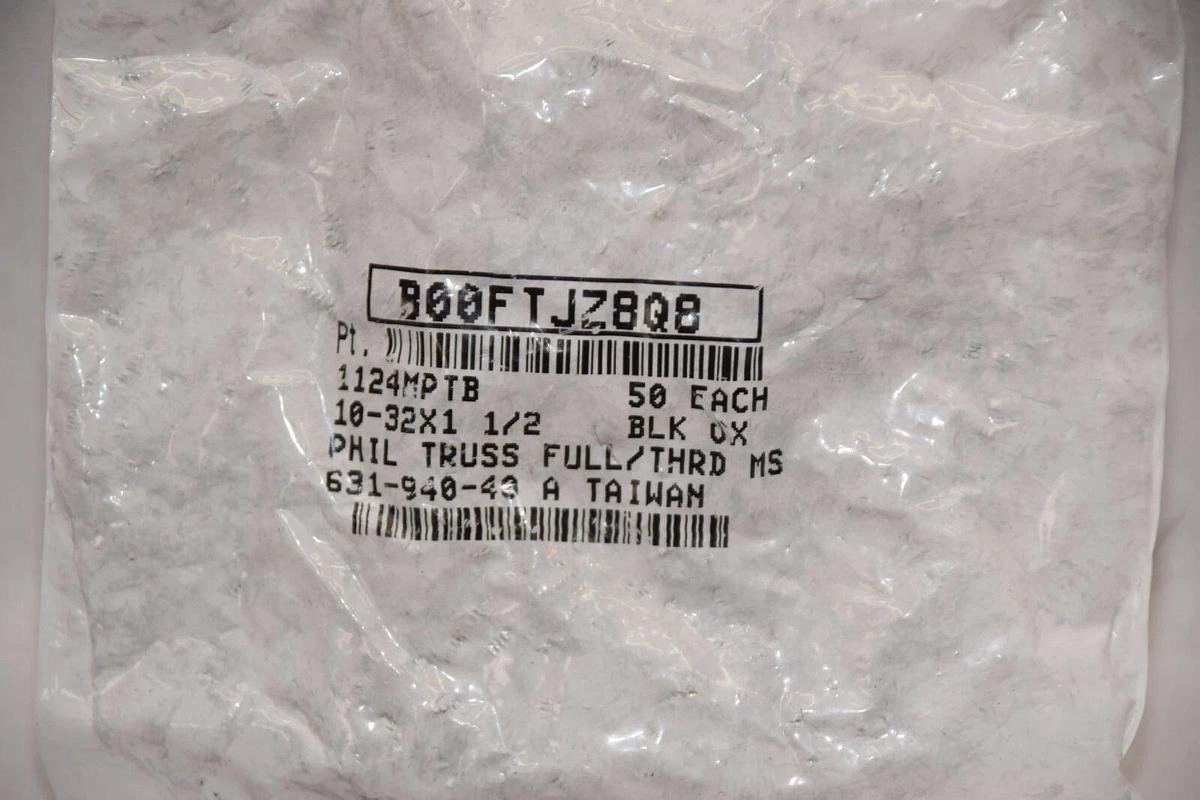 B00FTJZ8Q8
Pt.
1124MPTB 50 EACH
10-32X1 1/2 BLK OX
PHIL TRUSS FULL/THRD MS
631-940-40 A TAIWAN